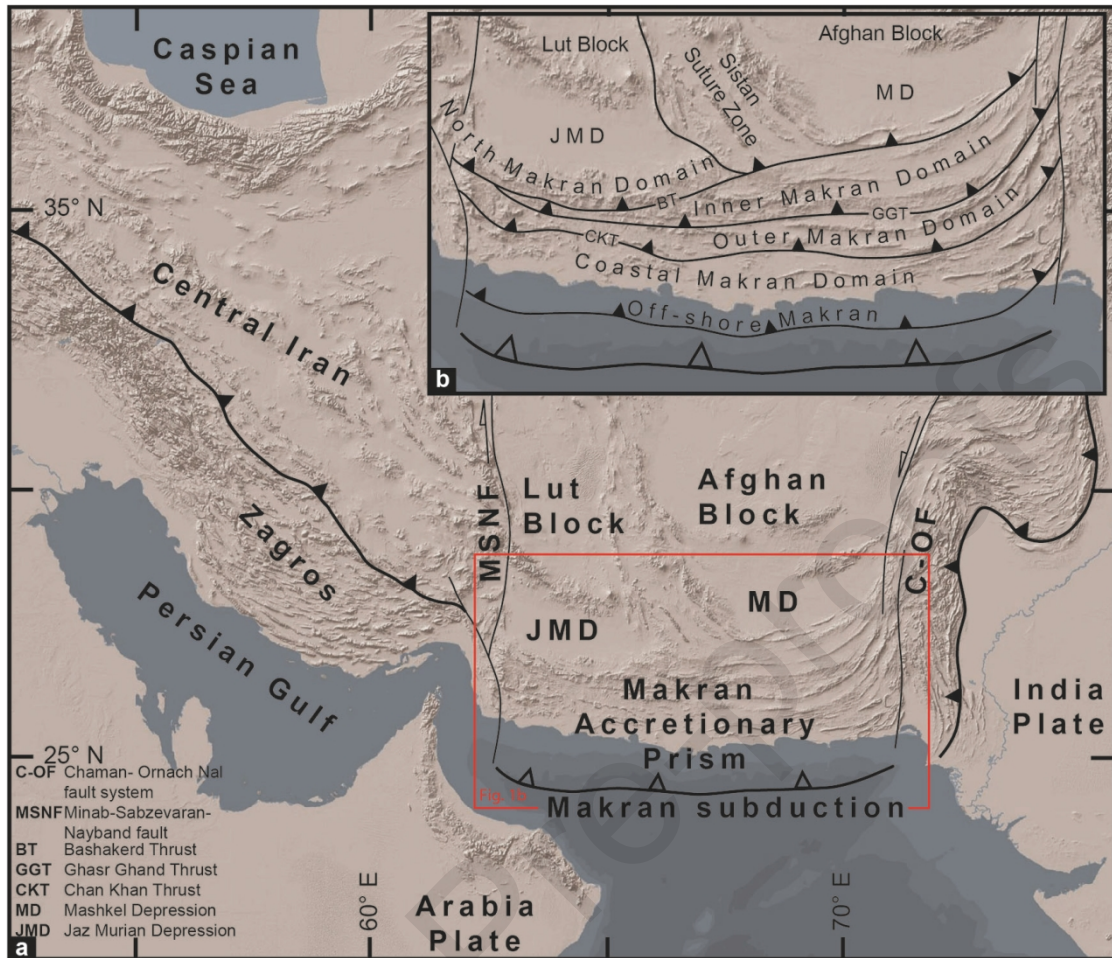 Caspian
Sea
35° N
Central Iran
Zagros
Persian Gulf
25° N
MSNF
Lut
Block
Afghan
Block
C-OF
JMD
MD
Makran
Accretionary
Prism
India
Plate
Fig. 1b
Makran subduction
60° E
70° E
Arabia
Plate
C-OF Chaman- Ornach Nal
fault system
MSNF Minab-Sabzevaran-
Nayband fault
BT Bashakerd Thrust
GGT Ghasr Ghand Thrust
CKT Chan Khan Thrust
MD Mashkel Depression
JMD Jaz Murian Depression
a
Lut Block
Sistan
Suture Zone
Afghan Block
MD
JMD
North Makran Domain
BT
Inner Makran Domain
GGT
Outer Makran Domain
CKT
Coastal Makran Domain
Off-shore Makran
b